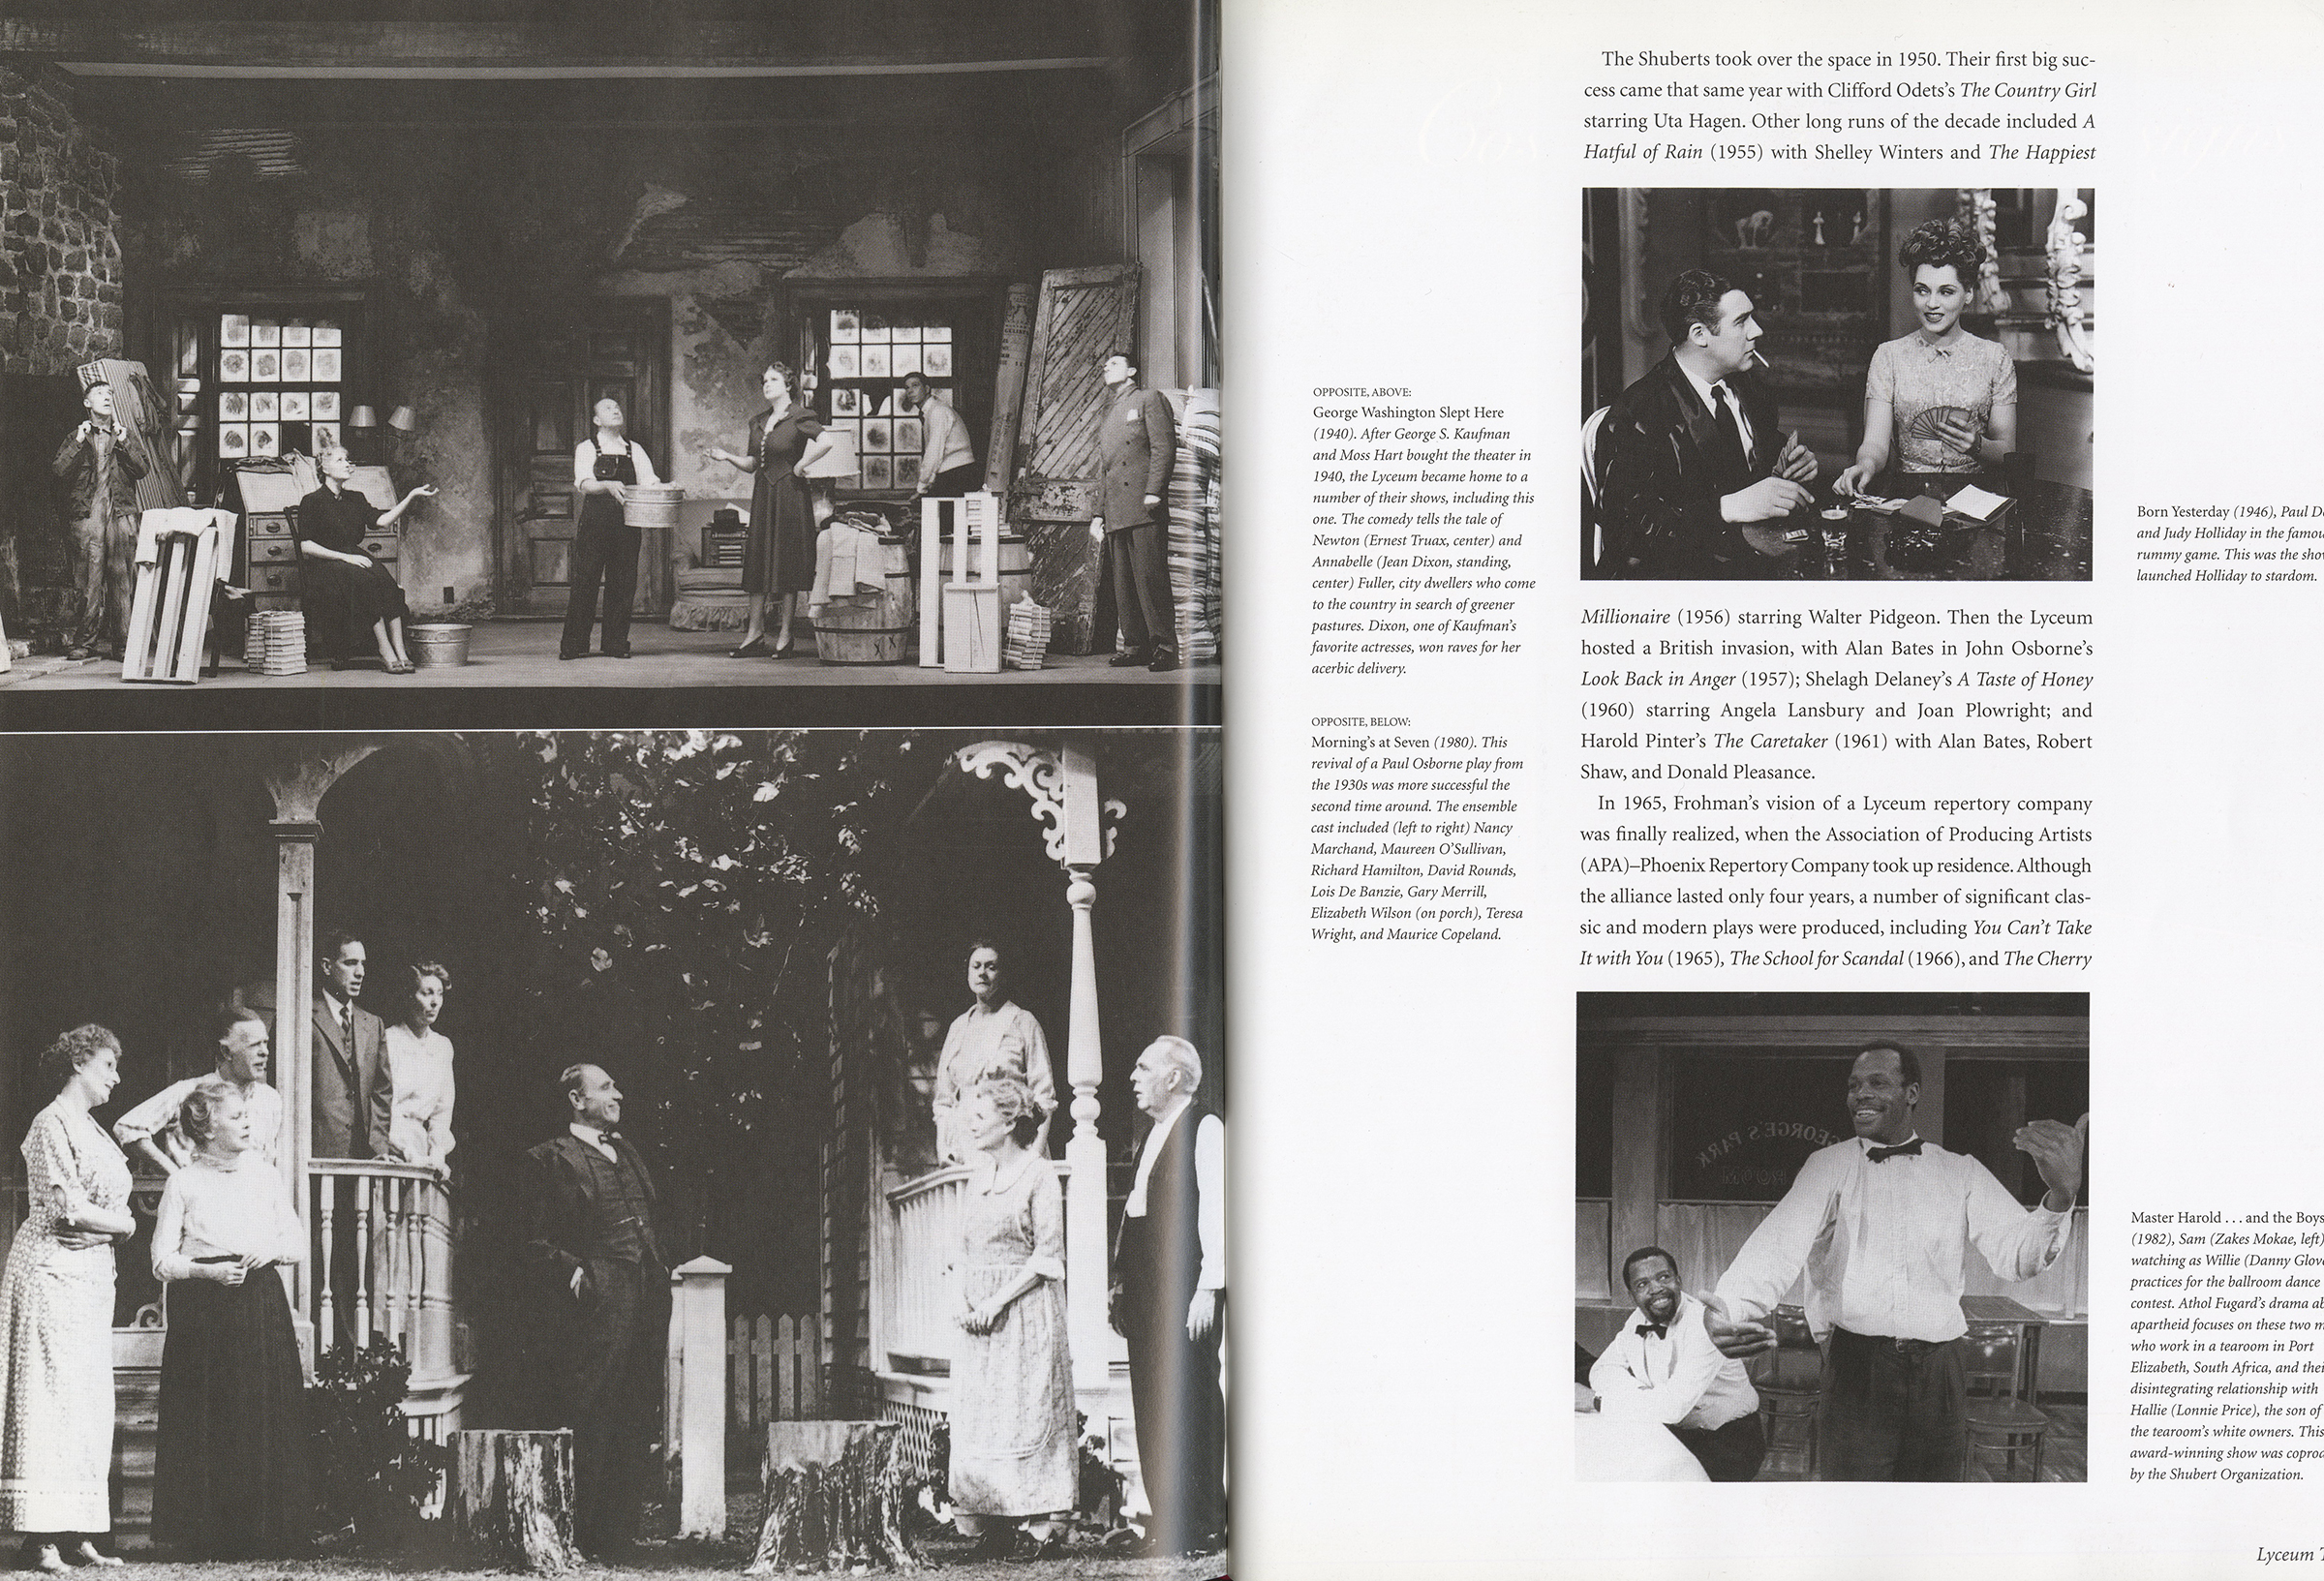 The Shuberts took over the space in 1950. Their first big suc-
cess came that same year with Clifford Odets's The Country Girl
starring Uta Hagen. Other long runs of the decade included A
Hatful of Rain (1955) with Shelley Winters and The Happiest
OPPOSITE, ABOVE:
George Washington Slept Here
(1940). After George S. Kaufman
and Moss Hart bought the theater in
1940, the Lyceum became home to a
number of their shows, including this
one. The comedy tells the tale of
Newton (Ernest Truax, center) and
Annabelle (Jean Dixon, standing,
center) Fuller, city dwellers who come
to the country in search of greener
pastures. Dixon, one of Kaufman's
favorite actresses, won raves for her
acerbic delivery.
OPPOSITE, BELOW:
Morning's at Seven (1980). This
revival of a Paul Osborne play from
the 1930s was more successful the
second time around. The ensemble
cast included (left to right) Nancy
Marchand, Maureen O'Sullivan,
Richard Hamilton, David Rounds,
Lois De Banzie, Gary Merrill,
Elizabeth Wilson (on porch), Teresa
Wright, and Maurice Copeland.
Born Yesterday (1946), Paul
and Judy Holliday in the
rummy game. This was the
launched Holliday to stardom.
Millionaire (1956) starring Walter Pidgeon. Then the Lyceum
hosted a British invasion, with Alan Bates in John Osborne's
Look Back in Anger (1957); Shelagh Delaney's A Taste of Honey
(1960) starring Angela Lansbury and Joan Plowright; and
Harold Pinter's The Caretaker (1961) with Alan Bates, Robert
Shaw, and Donald Pleasance.
In 1965, Frohman's vision of a Lyceum repertory company
was finally realized, when the Association of Producing Artists
(APA)–Phoenix Repertory Company took up residence. Although
the alliance lasted only four years, a number of significant clas-
sic and modern plays were produced, including You Can't Take
It with You (1965), The School for Scandal (1966), and The Cherry
GEORGE'S PARK
ROOM
Master Harold . . . and the Boys
(1982), Sam (Zakes Mokae, left)
watching as Willie (Danny
practices for the ballroom dance
contest. Athol Fugard's drama
apartheid focuses on these two
who work in a tearoom in Port
Elizabeth, South Africa, and
disintegrating relationship with
Hallie (Lonnie Price), the son of
the tearoom's white owners. This
award-winning show was
by the Shubert Organization.
Lyceum